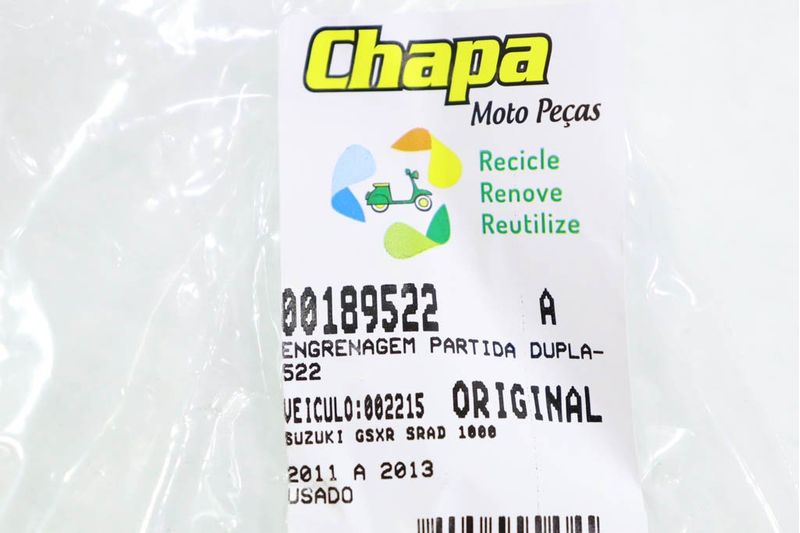 Chapa
Moto Peças
Recicle
Renove
Reutilize
00189522 A
ENGRENAGEM PARTIDA DUPLA-
522
VEICULO:002215 ORIGINAL
SUZUKI GSXR SRAD 1000
2011 A 2013
USADO